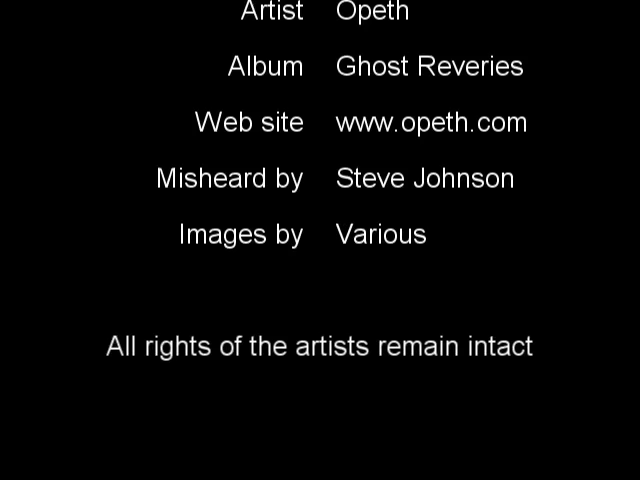 Artist Opeth
Album Ghost Reveries
Web site www.opeth.com
Misheard by Steve Johnson
Images by Various
All rights of the artists remain intact